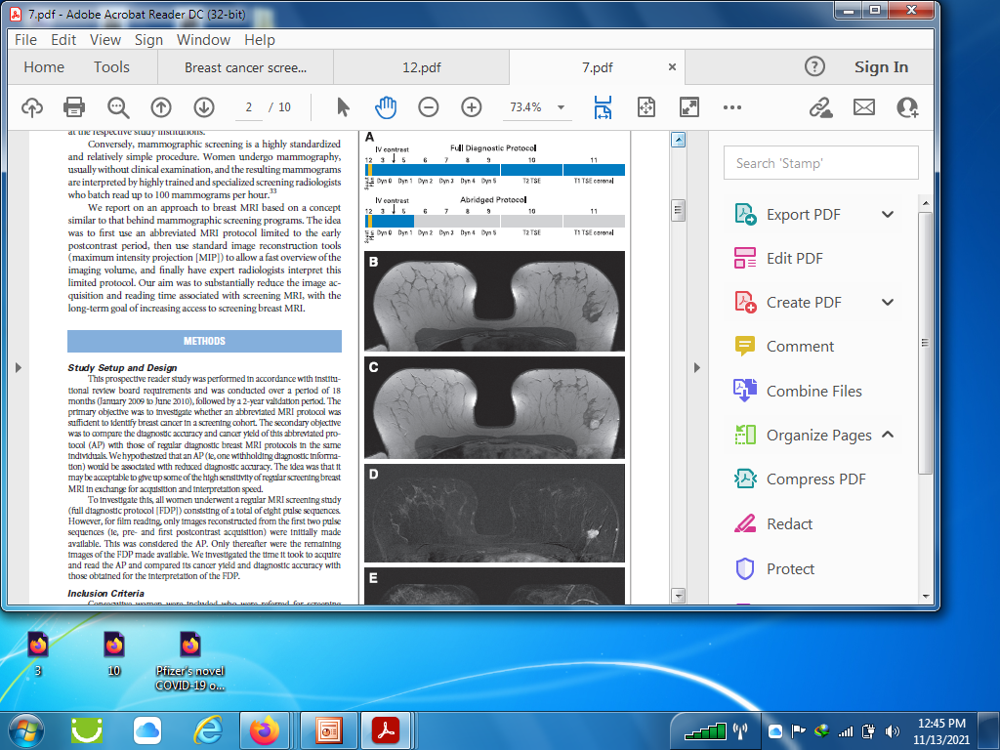 7.pdf - Adobe Acrobat Reader DC (32-bit)
File Edit View Sign Window Help
Home Tools Breast cancer scree... 12.pdf 7.pdf × ? Sign In
2 / 10 73.4%
at the respective study institutions.
Conversely, mammographic screening is a highly standardized
and relatively simple procedure. Women undergo mammography,
usually without clinical examination, and the resulting mammograms
are interpreted by highly trained and specialized screening radiologists
who batch read up to 100 mammograms per hour.33
We report on an approach to breast MRI based on a concept
similar to that behind mammographic screening programs. The idea
was to first use an abbreviated MRI protocol limited to the early
postcontrast period, then use standard image reconstruction tools
(maximum intensity projection [MIP]) to allow a fast overview of the
imaging volume, and finally have expert radiologists interpret this
limited protocol. Our aim was to substantially reduce the image ac-
quisition and reading time associated with screening MRI, with the
long-term goal of increasing access to screening breast MRI.
METHODS
Study Setup and Design
This prospective reader study was performed in accordance with institu-
tional review board requirements and was conducted over a period of 18
months (January 2009 to June 2010), followed by a 2-year validation period. The
primary objective was to investigate whether an abbreviated MRI protocol was
sufficient to identify breast cancer in a screening cohort. The secondary objective
was to compare the diagnostic accuracy and cancer yield of this abbreviated pro-
tocol (AP) with those of regular diagnostic breast MRI protocols in the same
individuals. We hypothesized that an AP (ie, one withholding diagnostic informa-
tion) would be associated with reduced diagnostic accuracy. The idea was that it
may be acceptable to give up some of the high sensitivity of regular screening breast
MRI in exchange for acquisition and interpretation speed.
To investigate this, all women underwent a regular MRI screening study
(full diagnostic protocol [FDP]) consisting of a total of eight pulse sequences.
However, for film reading, only images reconstructed from the first two pulse
sequences (ie, pre- and first postcontrast acquisition) were initially made
available. This was considered the AP. Only thereafter were the remaining
images of the FDP made available. We investigated the time it took to acquire
and read the AP and compared its cancer yield and diagnostic accuracy with
those obtained for the interpretation of the FDP.
Inclusion Criteria
Consecutive women were included who were referred for screening
A
IV contrast Full Diagnostic Protocol
1 2 3 5 6 7 8 9 10 11
Scout Plan Dyn 0 Dyn 1 Dyn 2 Dyn 3 Dyn 4 Dyn 5 T2 TSE T1 TSE coronal
IV contrast Abridged Protocol
1 2 3 5 6 7 8 9 10 11
Scout Plan Dyn 0 Dyn 1 Dyn 2 Dyn 3 Dyn 4 Dyn 5 T2 TSE T1 TSE coronal
B
C
D
E
Search 'Stamp'
Export PDF
Edit PDF
Create PDF
Comment
Combine Files
Organize Pages
Compress PDF
Redact
Protect
3
10
Pfizer's novel
COVID-19 o...
12:45 PM
11/13/2021